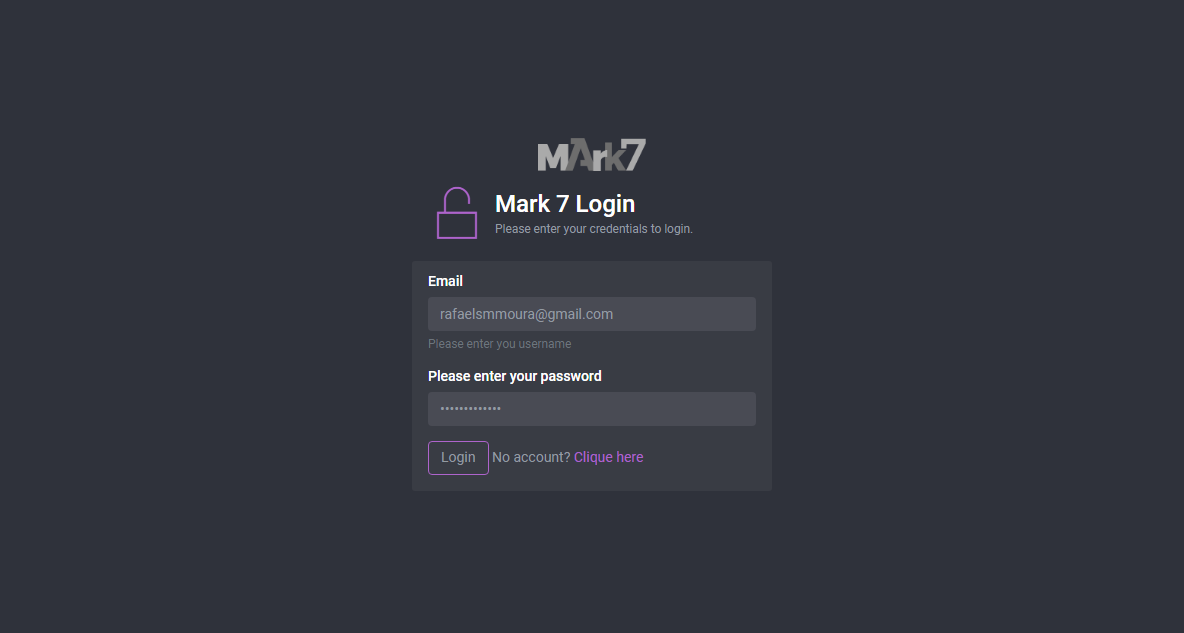 MArk7
Mark 7 Login
Please enter your credentials to login.
Email
rafaelsmmoura@gmail.com
Please enter you username
Please enter your password
•••••••••••••
Login No account? Clique here